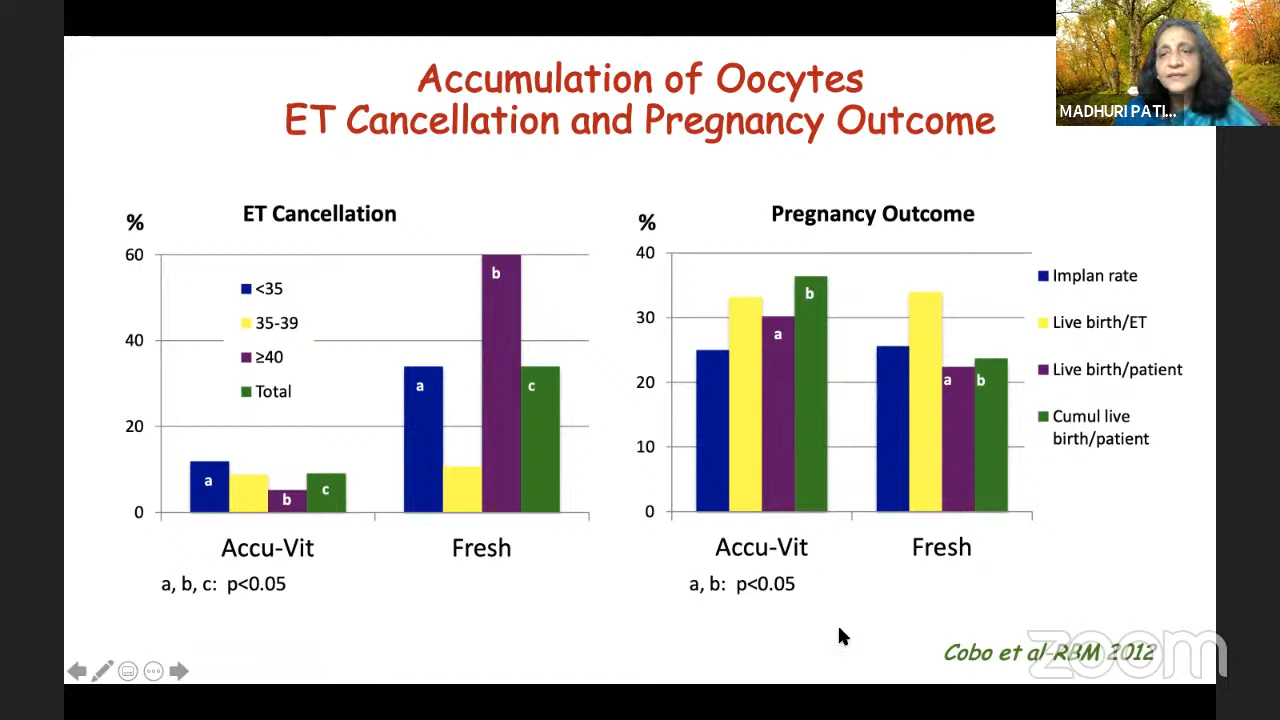 Accumulation of Oocytes
ET Cancellation and Pregnancy Outcome
MADHURI PATI...
% ET Cancellation
60
40
20
0
<35
35-39
≥40
Total
a
b
c
a
b
c
Accu-Vit Fresh
a, b, c: p<0.05
% Pregnancy Outcome
40
30
20
10
0
a
b
a
b
Implan rate
Live birth/ET
Live birth/patient
Cumul live
birth/patient
Accu-Vit Fresh
a, b: p<0.05
Cobo et al-RBM 2012
zoom